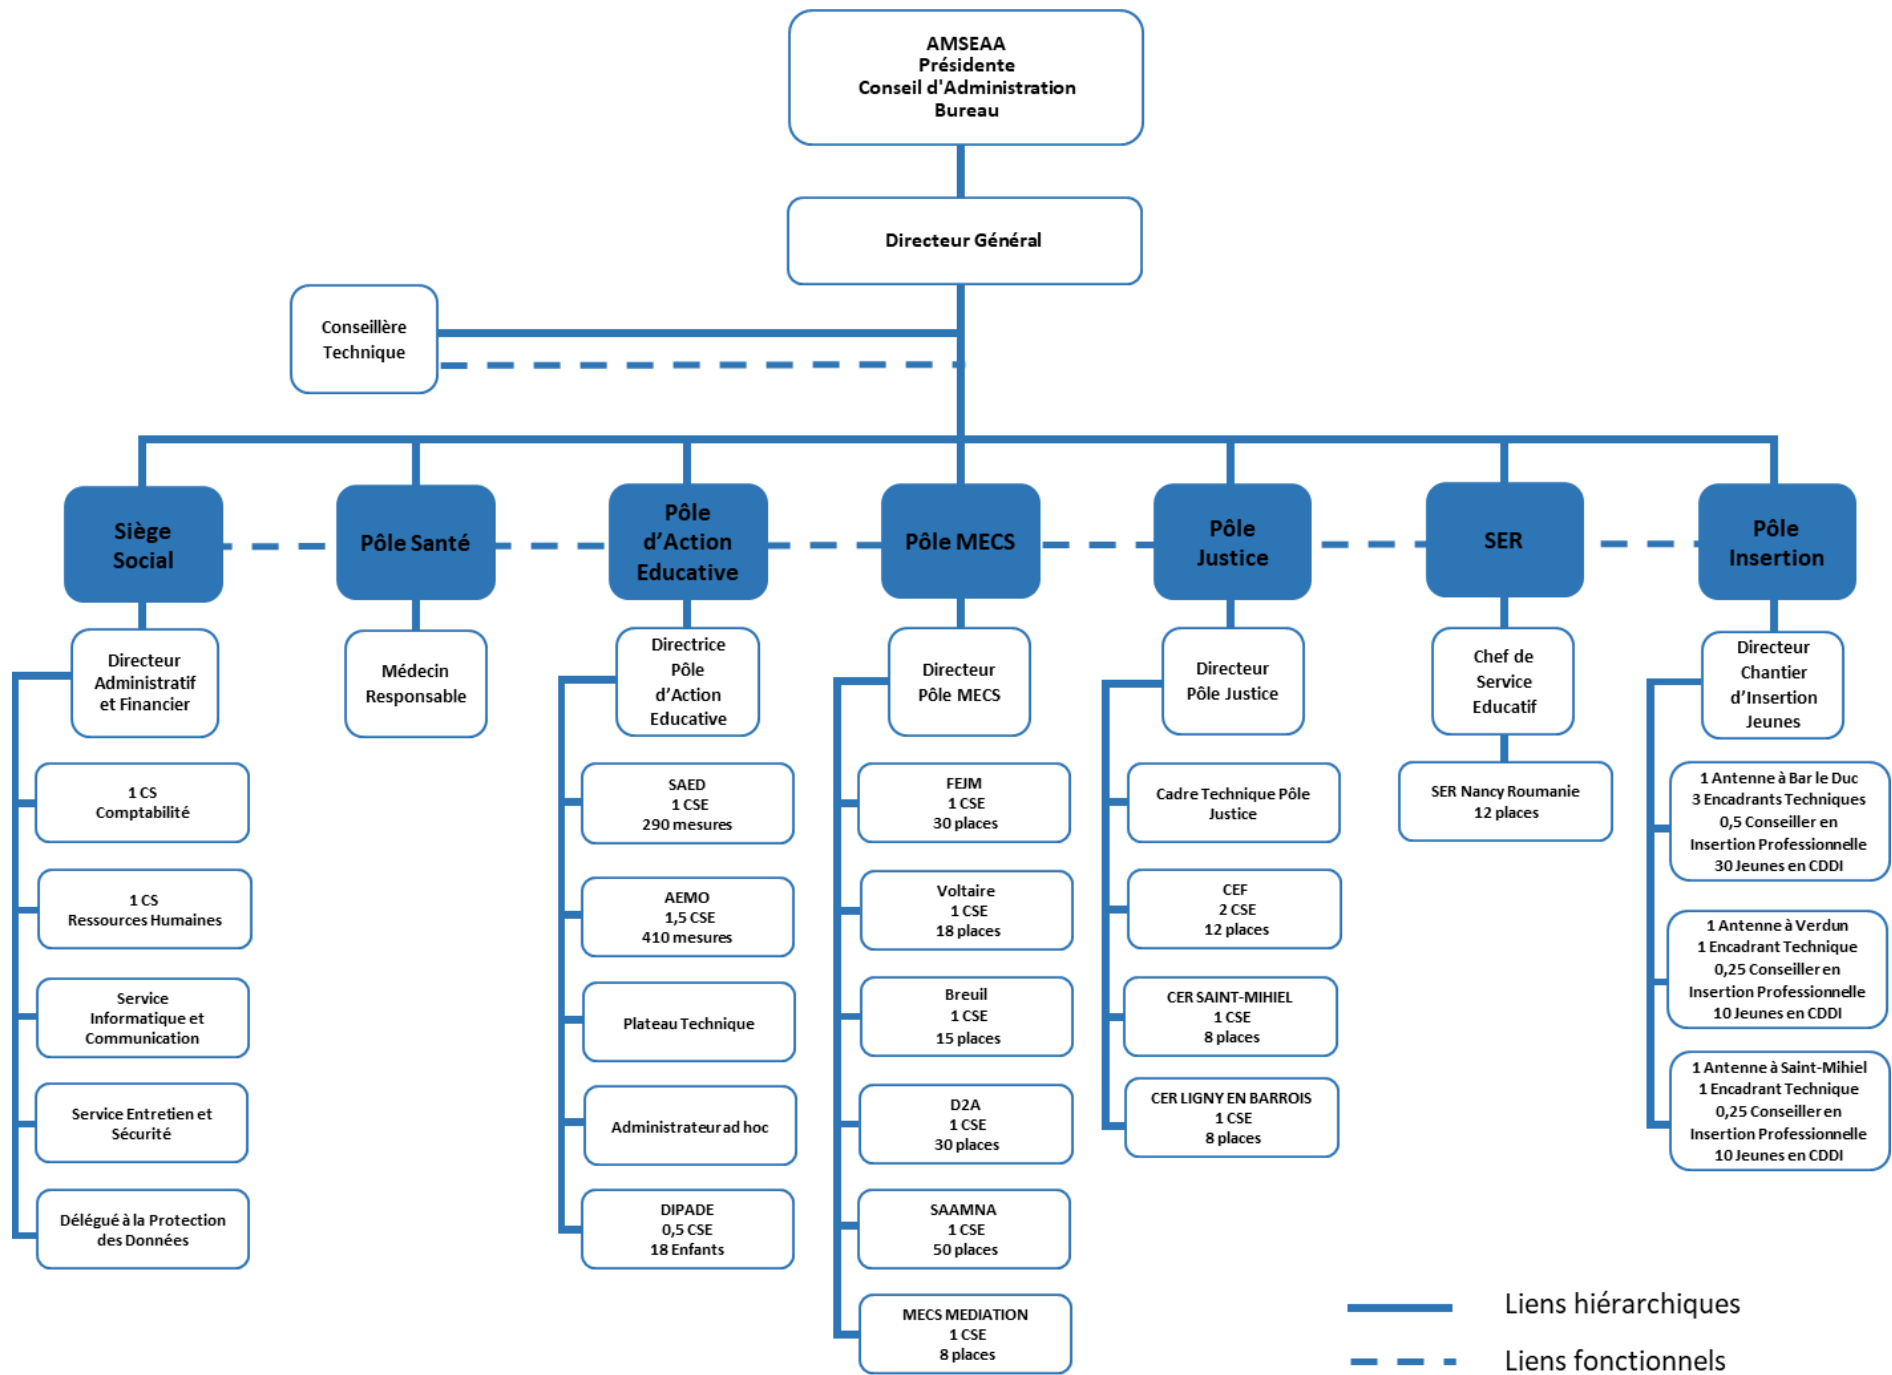 AMSEAA
Présidente
Conseil d'Administration
Bureau
Directeur Général
Conseillère
Technique
Siège
Social
Pôle Santé
Pôle
d’Action
Educative
Pôle MECS
Pôle
Justice
SER
Pôle
Insertion
Directeur
Administratif
et Financier
1 CS
Comptabilité
1 CS
Ressources Humaines
Service
Informatique et
Communication
Service Entretien et
Sécurité
Délégué à la Protection
des Données
Médecin
Responsable
Directrice
Pôle
d’Action
Educative
SAED
1 CSE
290 mesures
AEMO
1,5 CSE
410 mesures
Plateau Technique
Administrateur ad hoc
DIPADE
0,5 CSE
18 Enfants
Directeur
Pôle MECS
FEJM
1 CSE
30 places
Voltaire
1 CSE
18 places
Breuil
1 CSE
15 places
D2A
1 CSE
30 places
SAAMNA
1 CSE
50 places
MECS MEDIATION
1 CSE
8 places
Directeur
Pôle Justice
Cadre Technique Pôle
Justice
CEF
2 CSE
12 places
CER SAINT-MIHIEL
1 CSE
8 places
CER LIGNY EN BARROIS
1 CSE
8 places
Chef de
Service
Educatif
SER Nancy Roumanie
12 places
Directeur
Chantier
d’Insertion
Jeunes
1 Antenne à Bar le Duc
3 Encadrants Techniques
0,5 Conseiller en
Insertion Professionnelle
30 Jeunes en CDDI
1 Antenne à Verdun
1 Encadrant Technique
0,25 Conseiller en
Insertion Professionnelle
10 Jeunes en CDDI
1 Antenne à Saint-Mihiel
1 Encadrant Technique
0,25 Conseiller en
Insertion Professionnelle
10 Jeunes en CDDI
Liens hiérarchiques
Liens fonctionnels